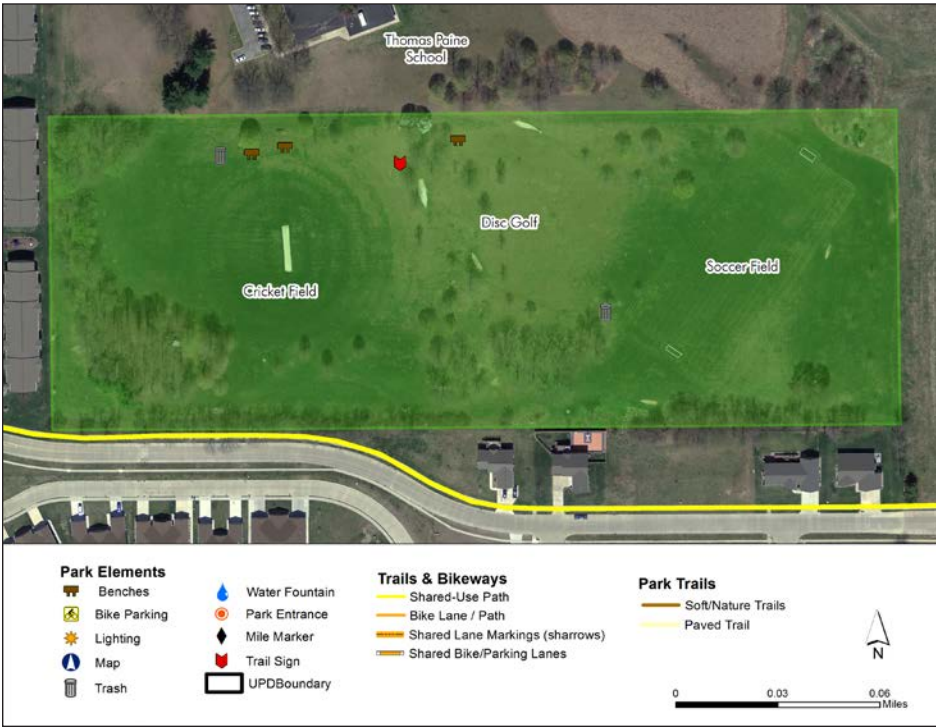 Thomas Paine
School
Disc Golf
Soccer Field
Cricket Field
Park Elements
Benches
Bike Parking
Lighting
Map
Trash
Water Fountain
Park Entrance
Mile Marker
Trail Sign
UPDBoundary
Trails & Bikeways
Shared-Use Path
Bike Lane / Path
Shared Lane Markings (sharrows)
Shared Bike/Parking Lanes
Park Trails
Soft/Nature Trails
Paved Trail
N
0 0.03 0.06
Miles